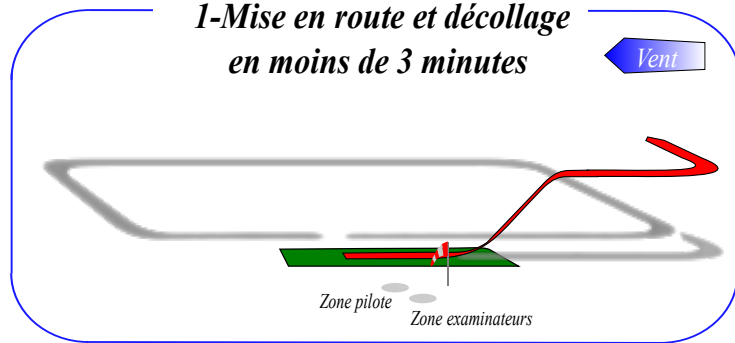 1-Mise en route et décollage
en moins de 3 minutes
Vent
Zone pilote
Zone examinateurs